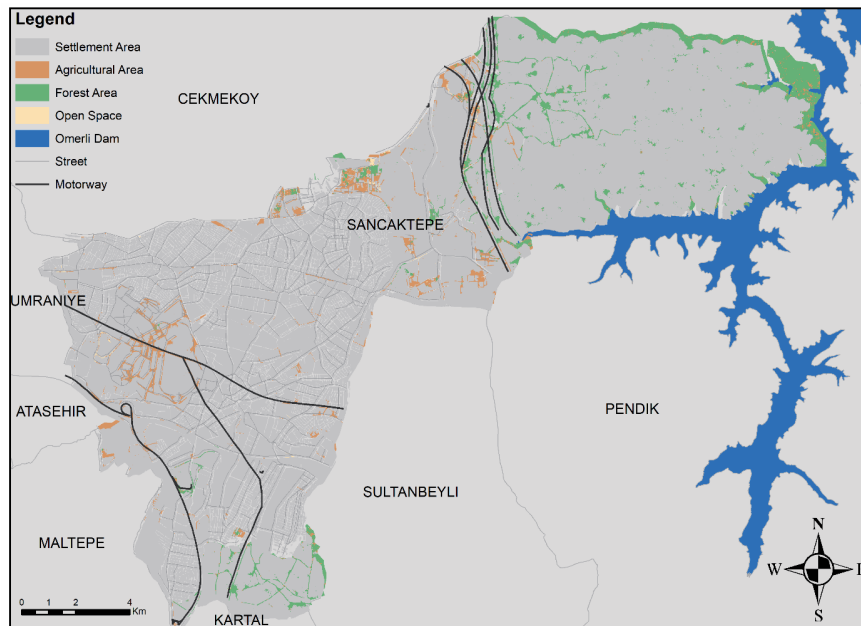 Legend
Settlement Area
Agricultural Area
Forest Area
Open Space
Omerli Dam
Street
Motorway
CEKMEKOY
SANCAKTEPE
UMRANIYE
ATASEHIR
PENDIK
SULTANBEYLI
MALTEPE
KARTAL
N
W
E
S
0 1 2 4
Km